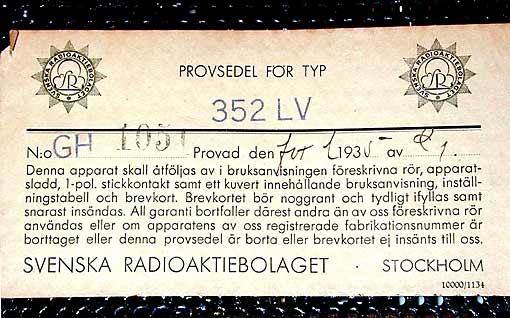 SVENSKA RADIOAKTIEBOLAGET SR
PROVSEDEL FÖR TYP
SVENSKA RADIOAKTIEBOLAGET SR
352 LV
N:o GH 1051 Provad den 1935 av
Denna apparat skall åtföljas av i bruksanvisningen föreskrivna rör, apparat-
sladd, 1-pol. stickkontakt samt ett kuvert innehållande bruksanvisning, inställ-
ningstabell och brevkort. Brevkortet bör noggrant och tydligt ifyllas samt
snarast insändas. All garanti bortfaller därest andra än av oss föreskrivna rör
användas eller om apparatens av oss registrerade fabrikationsnummer är
borttaget eller denna provsedel är borta eller brevkortet ej insänts till oss.
SVENSKA RADIOAKTIEBOLAGET · STOCKHOLM
10000/1134